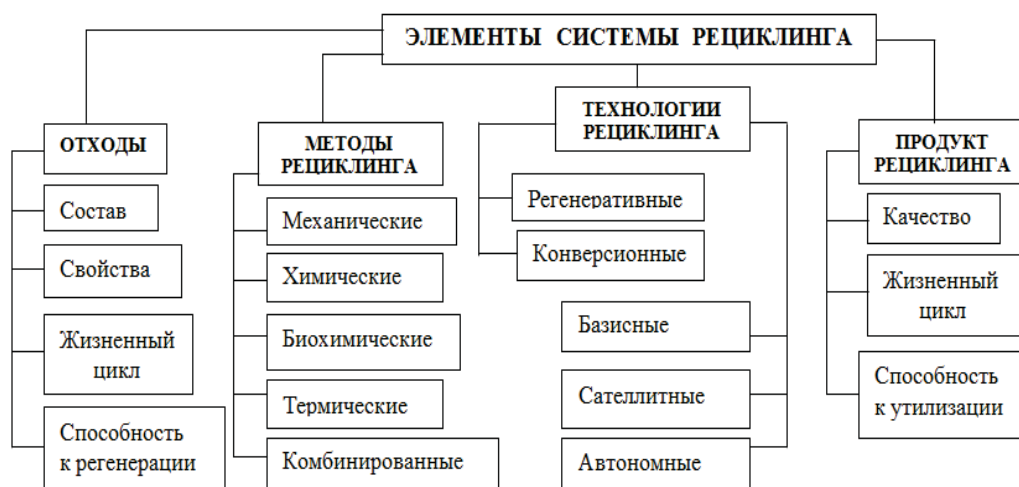 ЭЛЕМЕНТЫ СИСТЕМЫ РЕЦИКЛИНГА
ОТХОДЫ
Состав
Свойства
Жизненный
цикл
Способность
к регенерации
МЕТОДЫ
РЕЦИКЛИНГА
Механические
Химические
Биохимические
Термические
Комбинированные
ТЕХНОЛОГИИ
РЕЦИКЛИНГА
Регенеративные
Конверсионные
Базисные
Сателлитные
Автономные
ПРОДУКТ
РЕЦИКЛИНГА
Качество
Жизненный
цикл
Способность
к утилизации